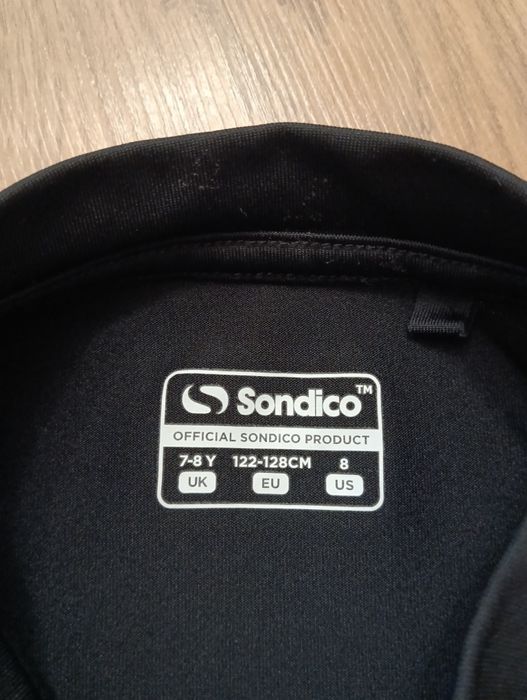 Sondico™
OFFICIAL SONDICO PRODUCT
7-8 Y 122-128CM 8
UK EU US